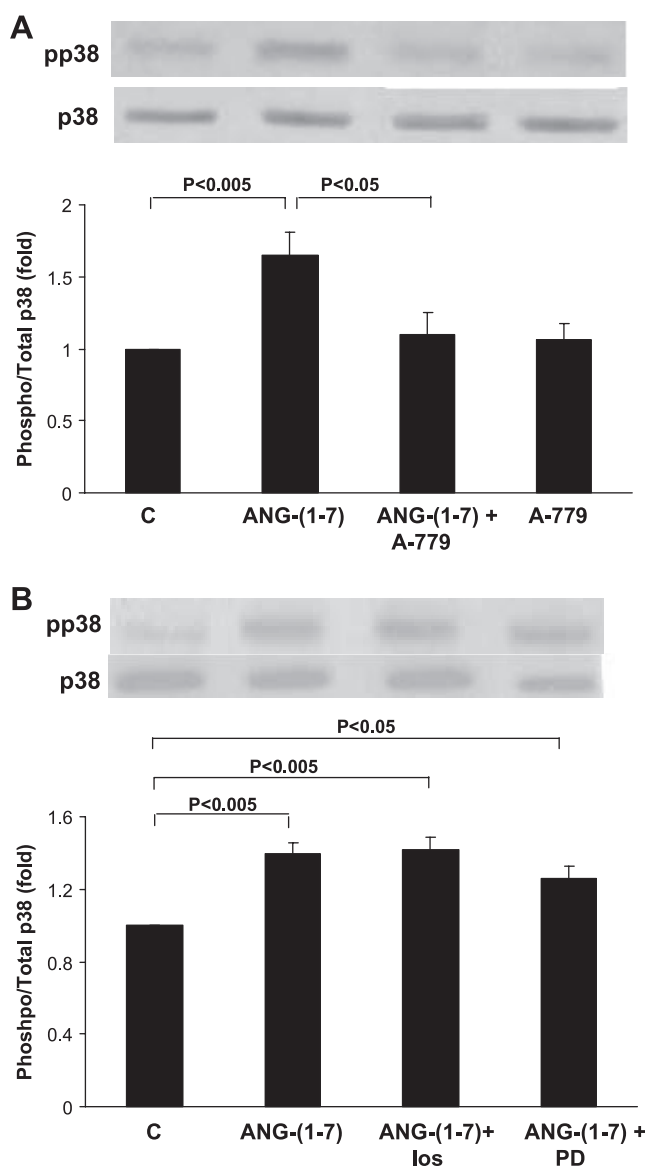 A
pp38
p38
P<0.005 P<0.05
Phospho/Total p38 (fold)
2
1.5
1
0.5
0
C ANG-(1-7) ANG-(1-7) + A-779
A-779
B
pp38
p38
P<0.05
P<0.005
P<0.005
Phoshpo/Total p38 (fold)
1.6
1.2
0.8
0.4
0
C ANG-(1-7) ANG-(1-7)+ ANG-(1-7) +
los PD